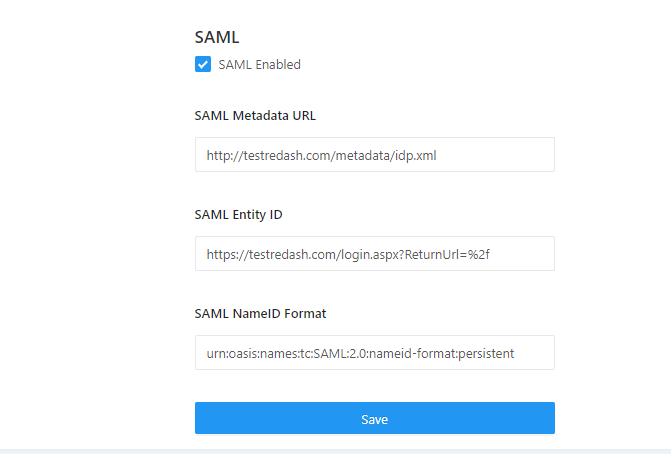 SAML
SAML Enabled
SAML Metadata URL
http://testredash.com/metadata/idp.xml
SAML Entity ID
https://testredash.com/login.aspx?ReturnUrl=%2f
SAML NameID Format
urn:oasis:names:tc:SAML:2.0:nameid-format:persistent
Save